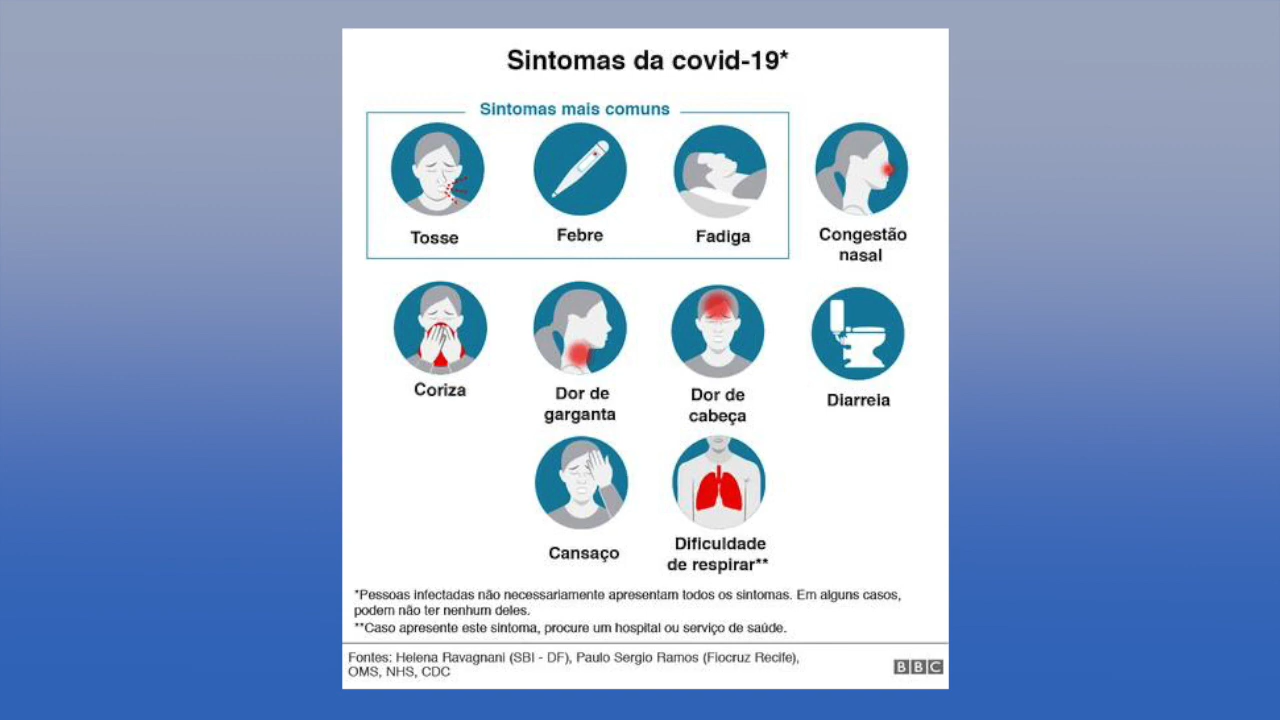 Sintomas da covid-19*
Sintomas mais comuns
Tosse
Febre
Fadiga
Congestão
nasal
Coriza
Dor de
garganta
Dor de
cabeça
Diarreia
Cansaço
Dificuldade
de respirar**
*Pessoas infectadas não necessariamente apresentam todos os sintomas. Em alguns casos,
podem não ter nenhum deles.
**Caso apresente este sintoma, procure um hospital ou serviço de saúde.
Fontes: Helena Ravagnani (SBI - DF), Paulo Sergio Ramos (Fiocruz Recife),
OMS, NHS, CDC
BBC